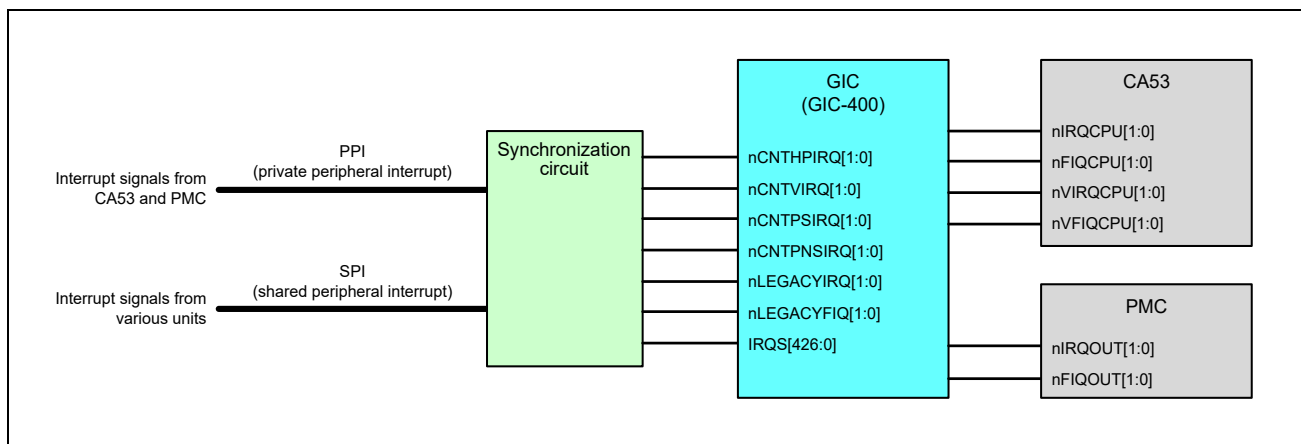 PPI
(private peripheral interrupt)
Interrupt signals from
CA53 and PMC
SPI
(shared peripheral interrupt)
Interrupt signals from
various units
Synchronization
circuit
GIC
(GIC-400)
nCNTHPIRQ[1:0]
nCNTVIRQ[1:0]
nCNTPSIRQ[1:0]
nCNTPNSIRQ[1:0]
nLEGACYIRQ[1:0]
nLEGACYFIQ[1:0]
IRQS[426:0]
CA53
nIRQCPU[1:0]
nFIQCPU[1:0]
nVIRQCPU[1:0]
nVFIQCPU[1:0]
PMC
nIRQOUT[1:0]
nFIQOUT[1:0]